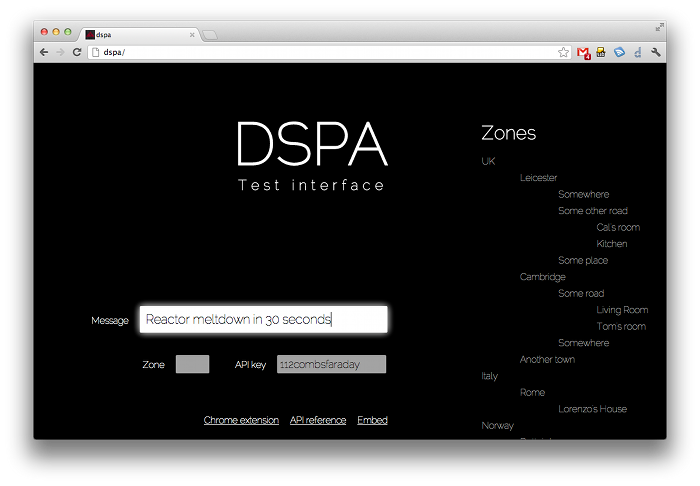 dspa
dspa/
DSPA
Test interface
Message
Reactor meltdown in 30 seconds
Zone
API key
112combsfaraday
Chrome extension API reference Embed
Zones
UK
Leicester
Somewhere
Some other road
Cal's room
Kitchen
Some place
Cambridge
Some road
Living Room
Tom's room
Somewhere
Another town
Italy
Rome
Lorenzo's House
Norway